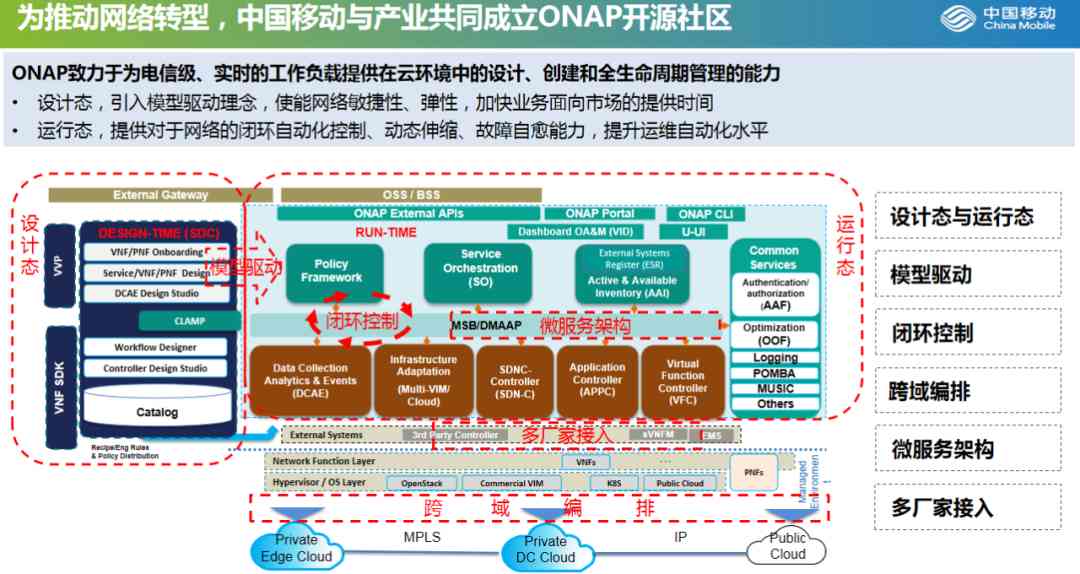 为推动网络转型，中国移动与产业共同成立ONAP开源社区
中国移动
China Mobile
ONAP致力于为电信级、实时的工作负载提供在云环境中的设计、创建和全生命周期管理的能力
• 设计态，引入模型驱动理念，使能网络敏捷性、弹性，加快业务面向市场的提供时间
• 运行态，提供对于网络的闭环自动化控制、动态伸缩、故障自愈能力，提升运维自动化水平
External Gateway
OSS / BSS
设计态
VVP
VNF SDK
DESIGN-TIME (SDC)
VNF/PNF Onboarding
Service/VNF/PNF Design
DCAE Design Studio
CLAMP
Workflow Designer
Controller Design Studio
Catalog
Recipe/Eng Rules
& Policy Distribution
模型驱动
ONAP External APIs
ONAP Portal
ONAP CLI
RUN-TIME
Dashboard OA&M (VID)
U-UI
运行态
Policy
Framework
Service
Orchestration
(SO)
External Systems
Register (ESR)
Active & Available
Inventory (AAI)
Common
Services
Authentication/
authorization
(AAF)
Optimization
(OOF)
Logging
POMBA
MUSIC
Others
闭环控制
MSB/DMAAP
微服务架构
Data Collection
Analytics & Events
(DCAE)
Infrastructure
Adaptation
(Multi-VIM/
Cloud)
SDNC-
Controller
(SDN-C)
Application
Controller
(APPC)
Virtual
Function
Controller
(VFC)
External Systems
3rd Party Controller
多厂家接入
sVNFM
EMS
Network Function Layer
VNFs
...
PNFs
Hypervisor / OS Layer
OpenStack
Commercial VIM
K8S
Public Cloud
Managed
Environment
跨域编排
Private
Edge Cloud
MPLS
Private
DC Cloud
IP
Public
Cloud
设计态与运行态
模型驱动
闭环控制
跨域编排
微服务架构
多厂家接入